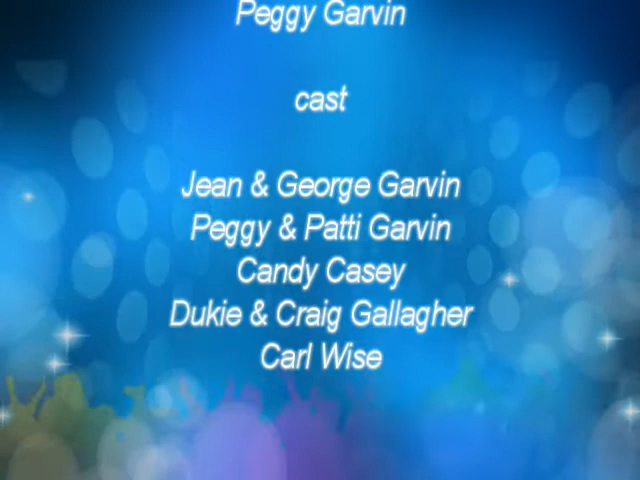 Peggy Garvin
cast
Jean & George Garvin
Peggy & Patti Garvin
Candy Casey
Dukie & Craig Gallagher
Carl Wise